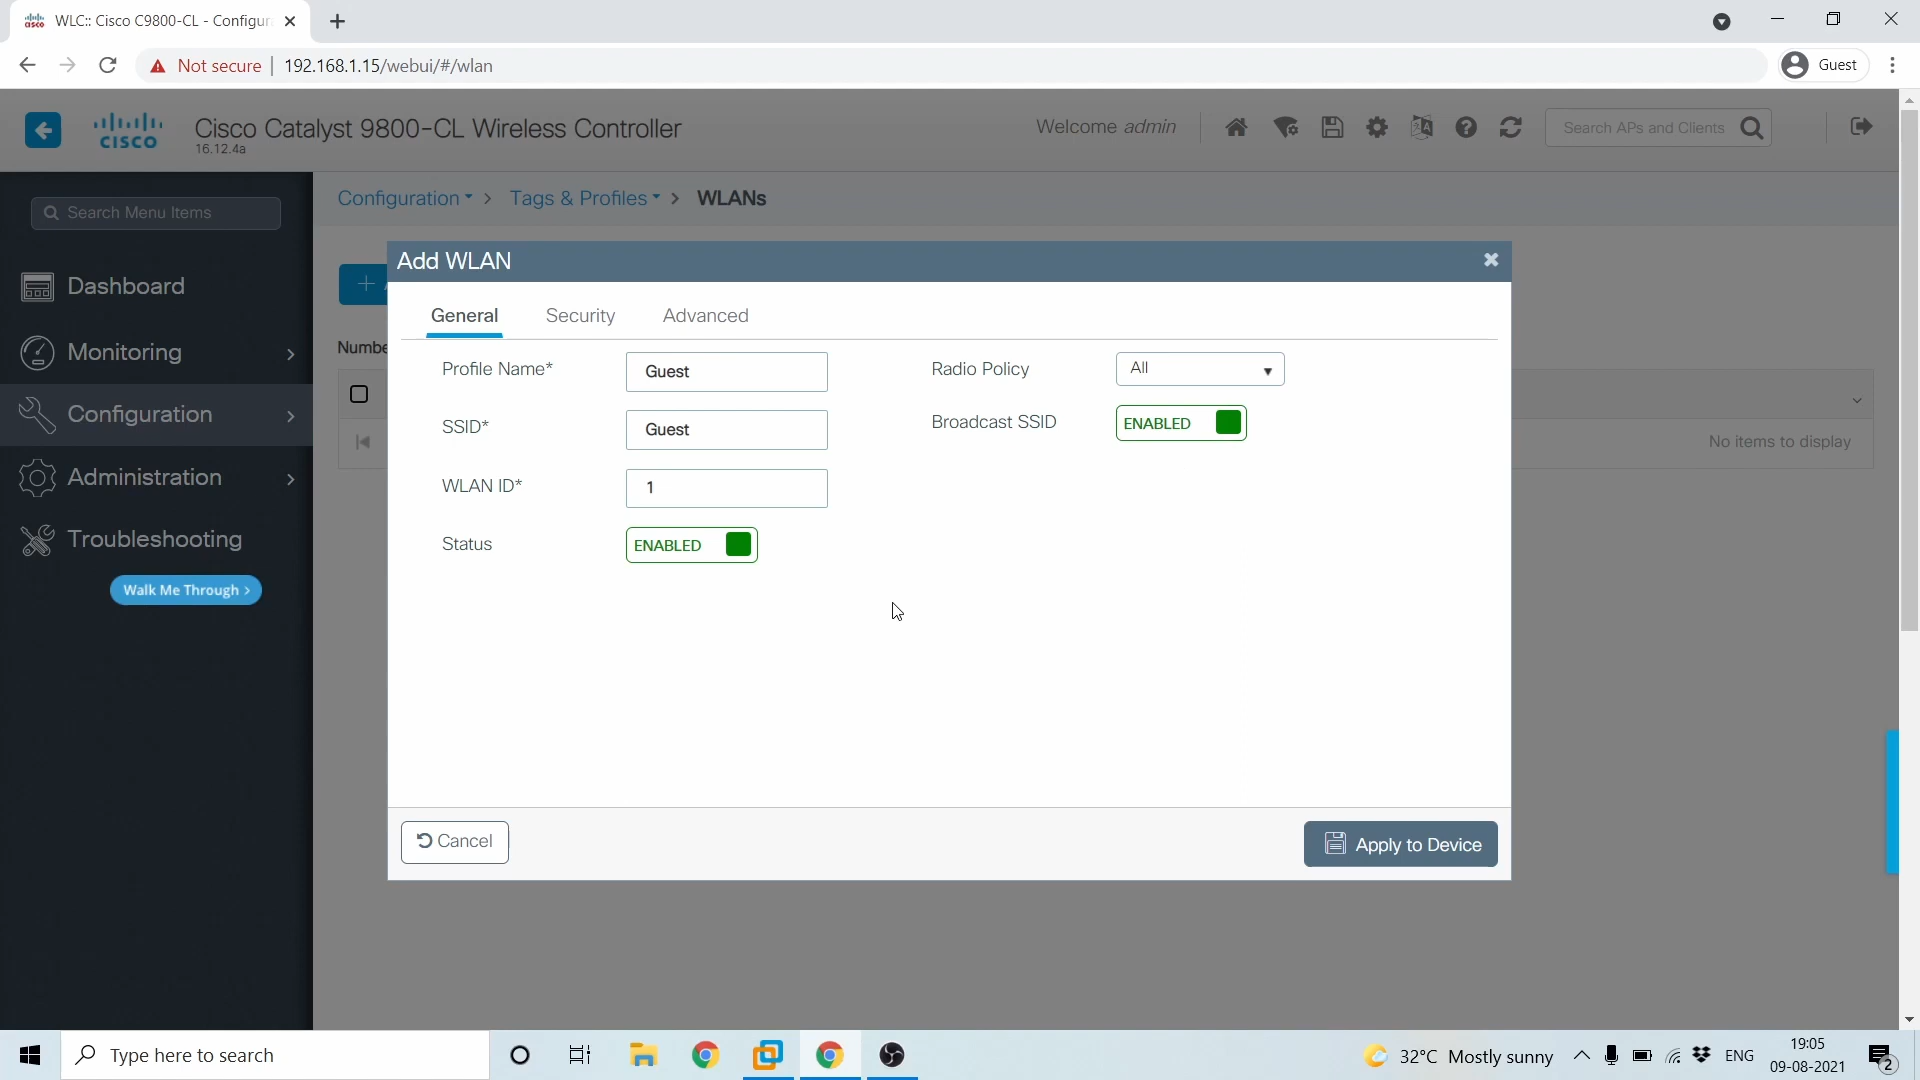 WLC:: Cisco C9800-CL - Configur
Not secure
192.168.1.15/webui/#/wlan
Guest
CISCO
Cisco Catalyst 9800-CL Wireless Controller
16.12.4a
Welcome admin
Search APs and Clients
Search Menu Items
Dashboard
Monitoring
Configuration
Administration
Troubleshooting
Walk Me Through >
Configuration > Tags & Profiles > WLANs
Numbe
No items to display
Add WLAN
General
Security
Advanced
Profile Name*
Guest
Radio Policy
All
SSID*
Guest
Broadcast SSID
ENABLED
WLAN ID*
1
Status
ENABLED
Cancel
Apply to Device
Type here to search
32°C Mostly sunny
ENG
19:05
09-08-2021
2